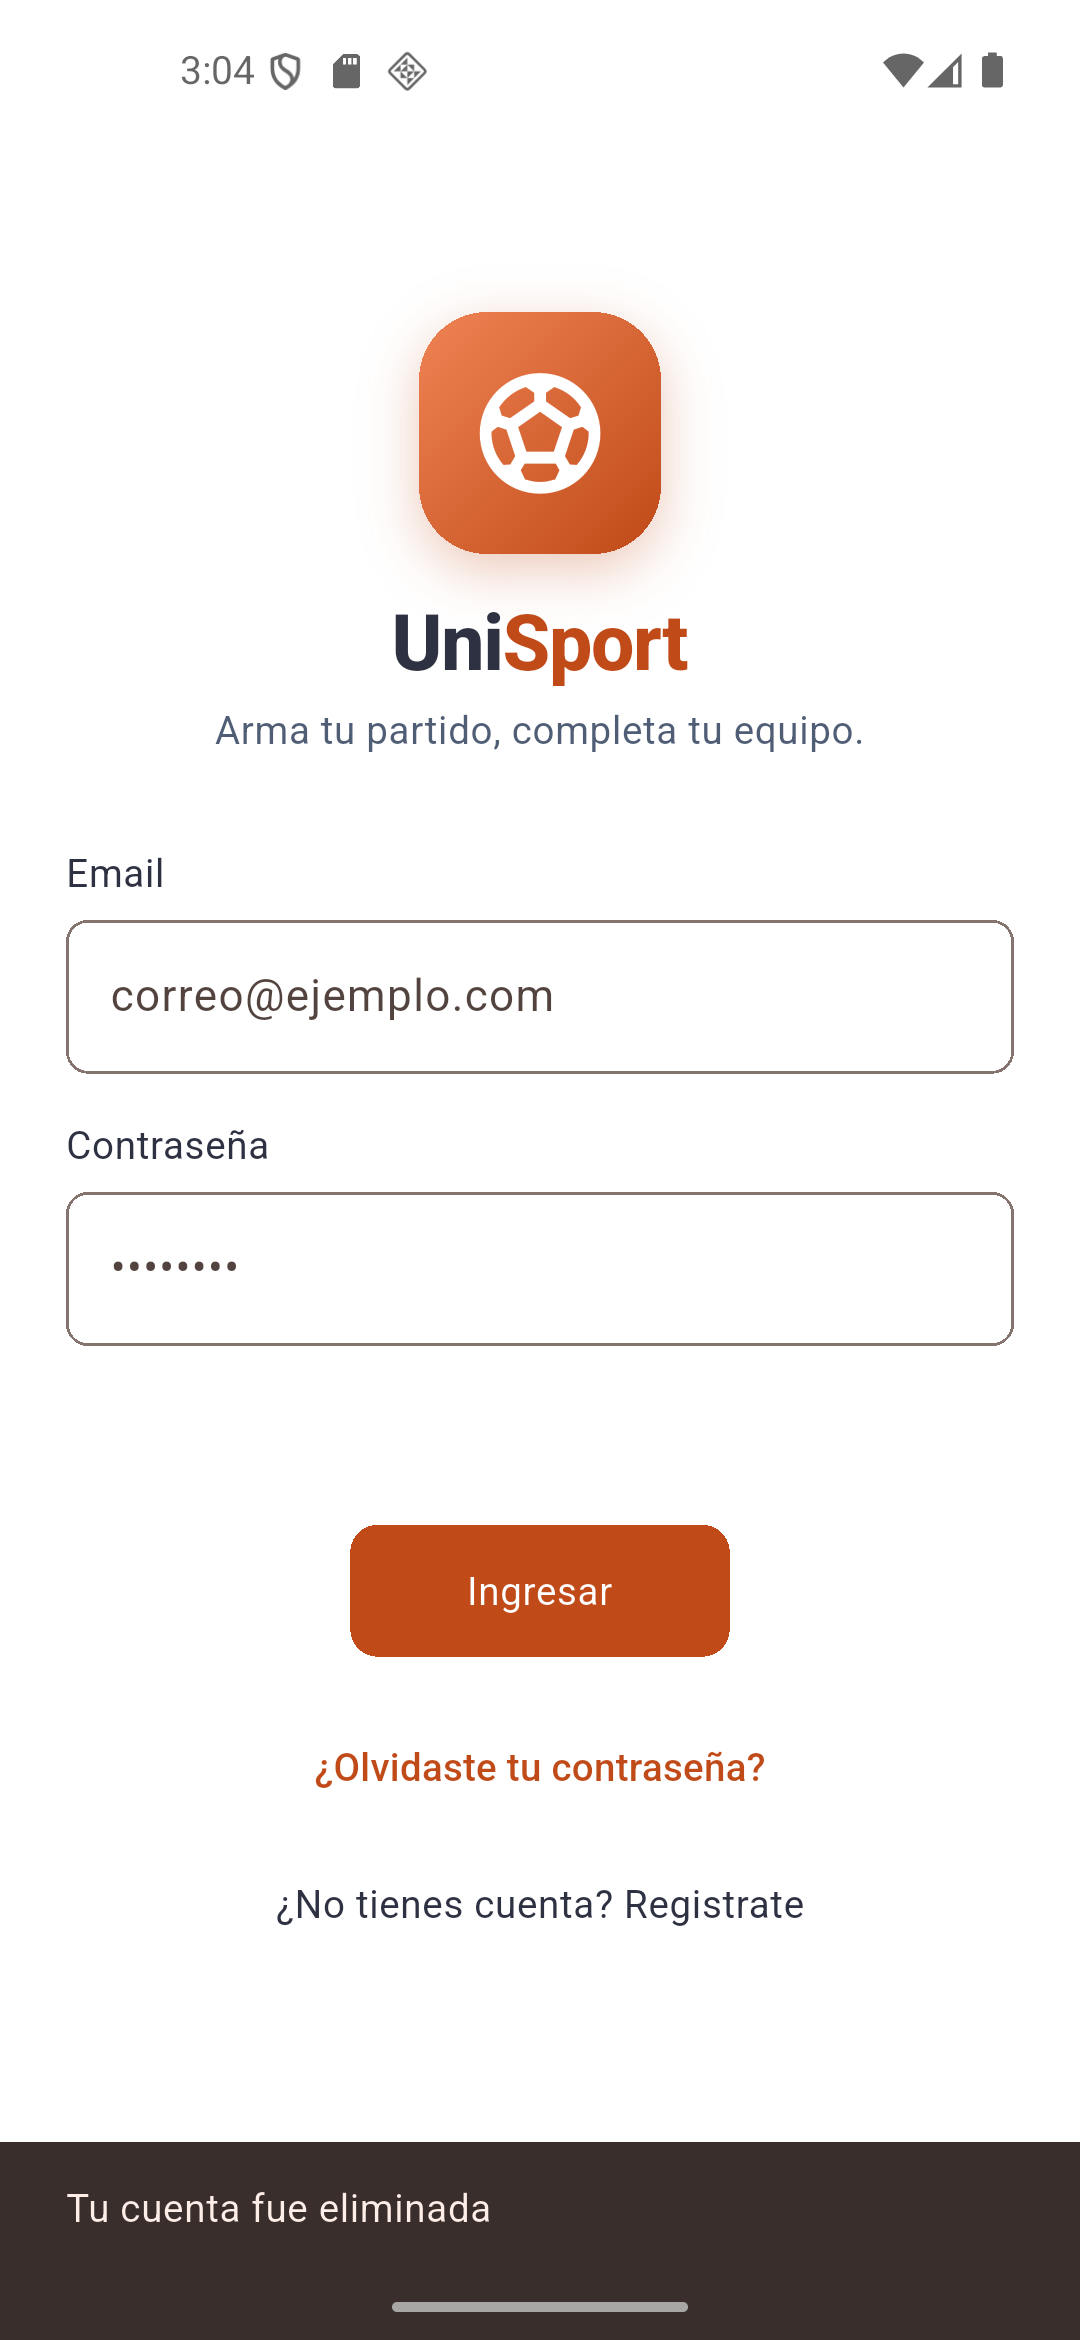 3:04
UniSport
Arma tu partido, completa tu equipo.
Email
correo@ejemplo.com
Contraseña
••••••••
Ingresar
¿Olvidaste tu contraseña?
¿No tienes cuenta? Registrate
Tu cuenta fue eliminada